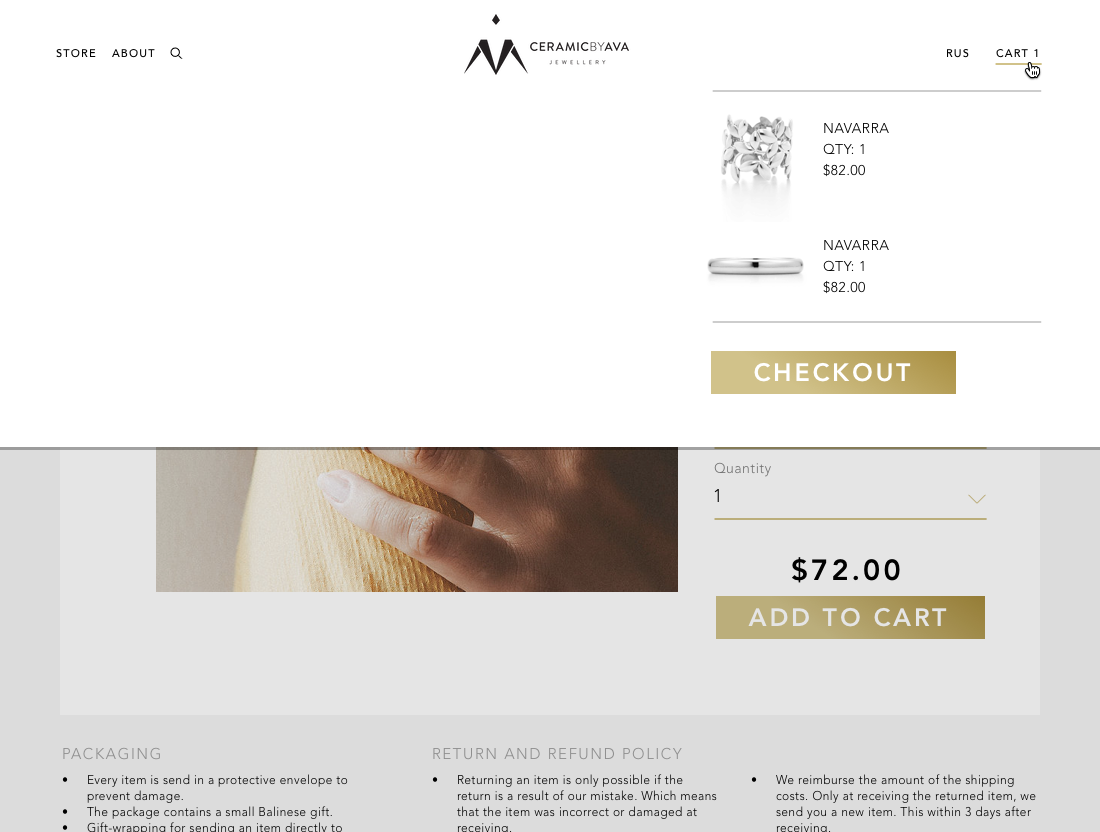 STORE ABOUT
CERAMICBYAVA
JEWELLERY
RUS CART 1
NAVARRA
QTY: 1
$82.00
NAVARRA
QTY: 1
$82.00
CHECKOUT
Quantity
1
$72.00
ADD TO CART
PACKAGING
• Every item is send in a protective envelope to
prevent damage.
• The package contains a small Balinese gift.
• Gift-wrapping for sending an item directly to
RETURN AND REFUND POLICY
• Returning an item is only possible if the
return is a result of our mistake. Which means
that the item was incorrect or damaged at
receiving.
• We reimburse the amount of the shipping
costs. Only at receiving the returned item, we
send you a new item. This within 3 days after
receiving.